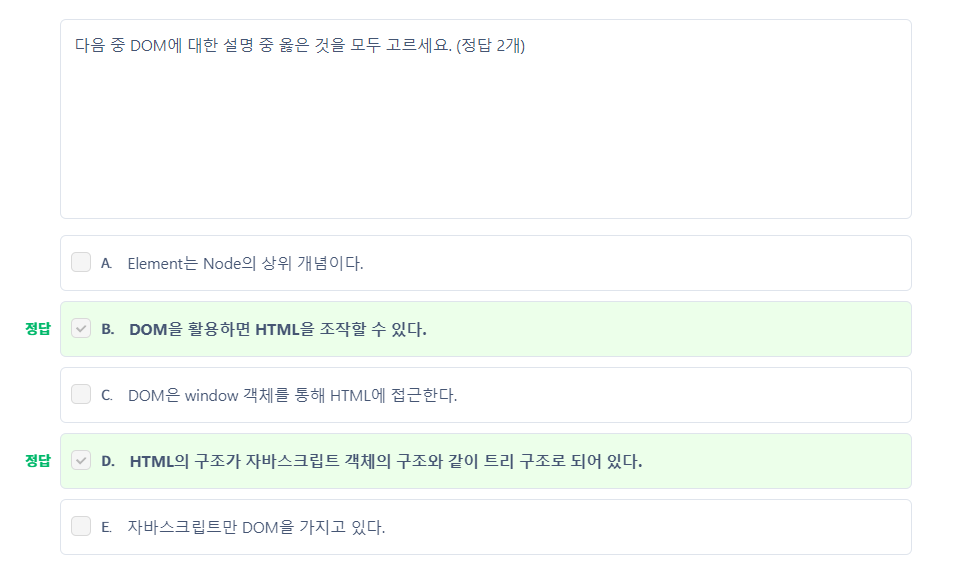 다음 중 DOM에 대한 설명 중 옳은 것을 모두 고르세요. (정답 2개)
A. Element는 Node의 상위 개념이다.
정답 B. DOM을 활용하면 HTML을 조작할 수 있다.
C. DOM은 window 객체를 통해 HTML에 접근한다.
정답 D. HTML의 구조가 자바스크립트 객체의 구조와 같이 트리 구조로 되어 있다.
E. 자바스크립트만 DOM을 가지고 있다.